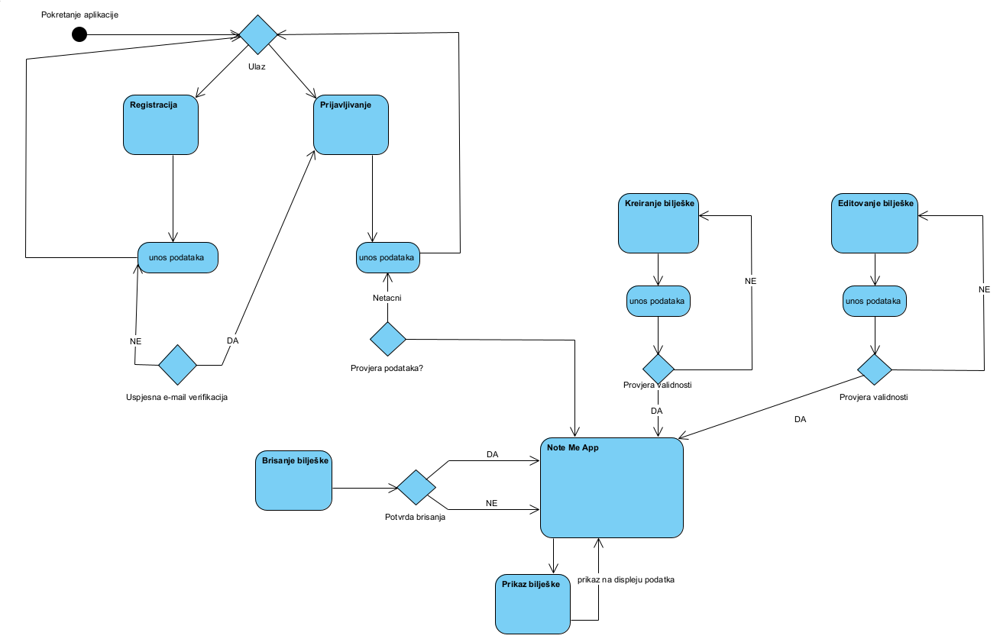 Pokretanje aplikacije
Ulaz
Registracija
Prijavljivanje
Kreiranje bilješke
Editovanje bilješke
unos podataka
unos podataka
NE
NE
Netacni
unos podataka
unos podataka
NE
DA
Provjera podataka?
Provjera validnosti
Provjera validnosti
Uspjesna e-mail verifikacija
DA
DA
Note Me App
Brisanje bilješke
DA
NE
Potvrda brisanja
Prikaz bilješke
prikaz na displeju podatka